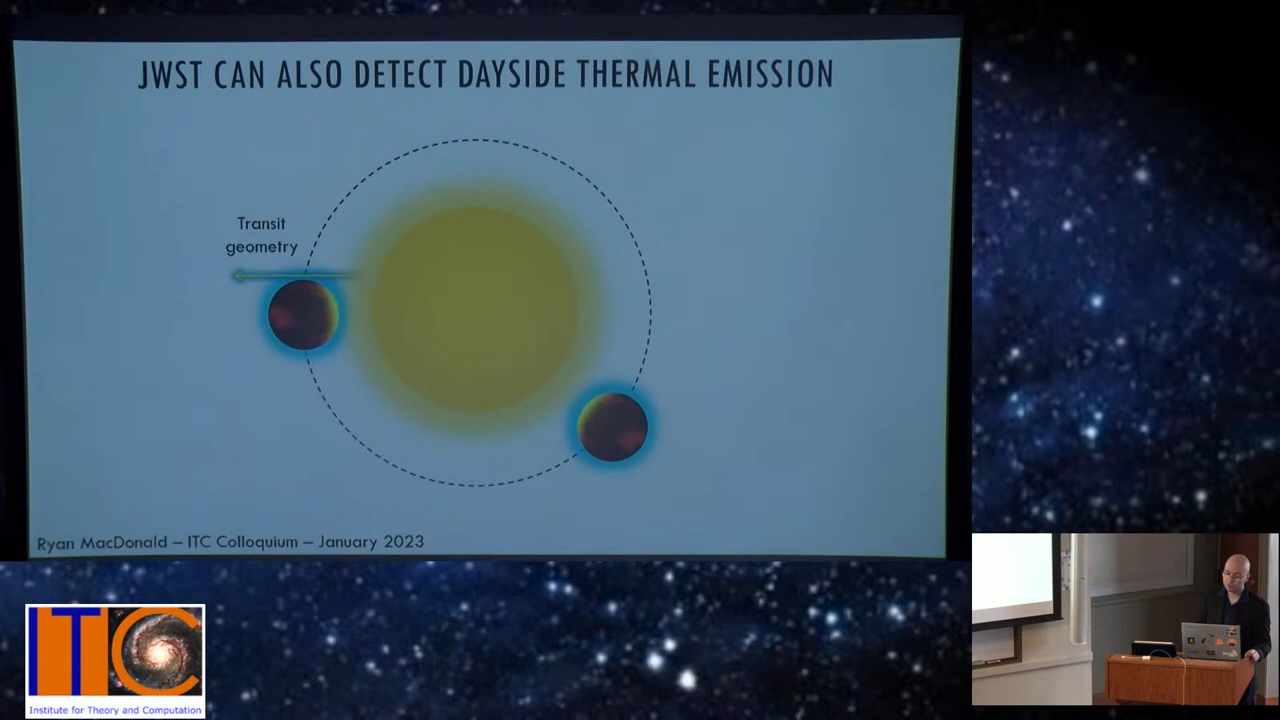 JWST CAN ALSO DETECT DAYSIDE THERMAL EMISSION
Transit
geometry
Ryan MacDonald – ITC Colloquium – January 2023
ITC
Institute for Theory and Computation